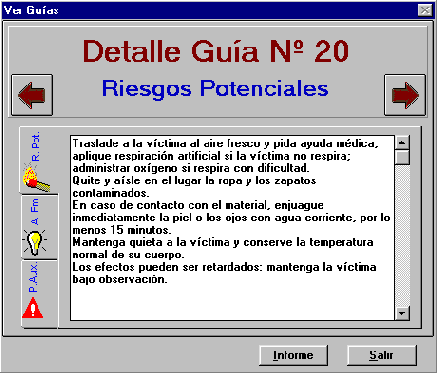 Ver Guías
Detalle Guía Nº 20
Riesgos Potenciales
R. Pot.
A. Em
P.Aux.
Traslade a la víctima al aire fresco y pida ayuda médica,
aplique respiración artificial si la víctima no respira;
administrar oxígeno si respira con dificultad.
Quite y aísle en el lugar la ropa y los zapatos
contaminados.
En caso de contacto con el material, enjuague
inmediatamente la piel o los ojos con agua corriente, por lo
menos 15 minutos.
Mantenga quieta a la víctima y conserve la temperatura
normal de su cuerpo.
Los efectos pueden ser retardados: mantenga la víctima
bajo observación.
Informe
Salir